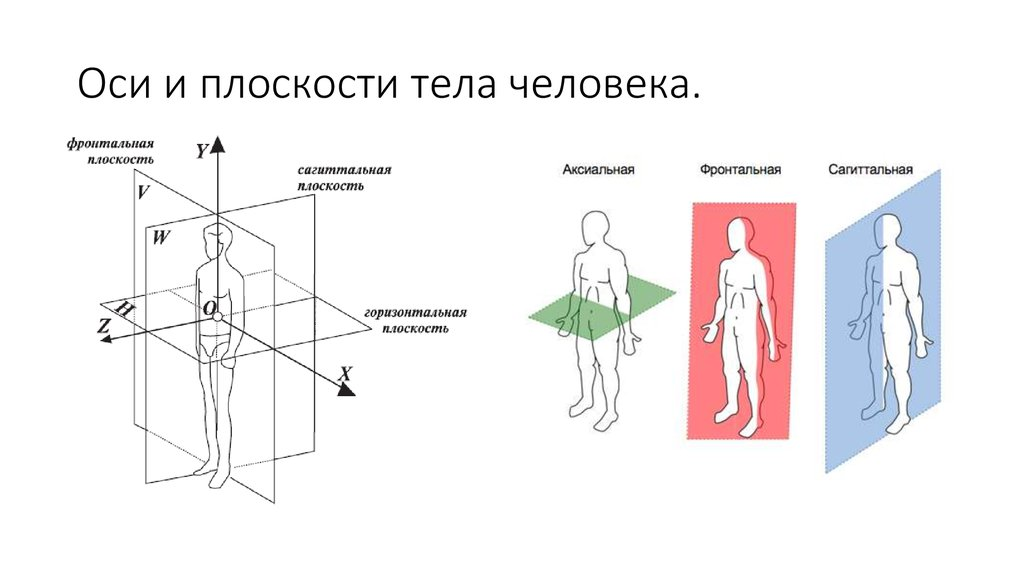 Оси и плоскости тела человека.
фронтальная
плоскость
Y
сагиттальная
плоскость
V
W
H
O
Z
горизонтальная
плоскость
X
Аксиальная
Фронтальная
Сагиттальная